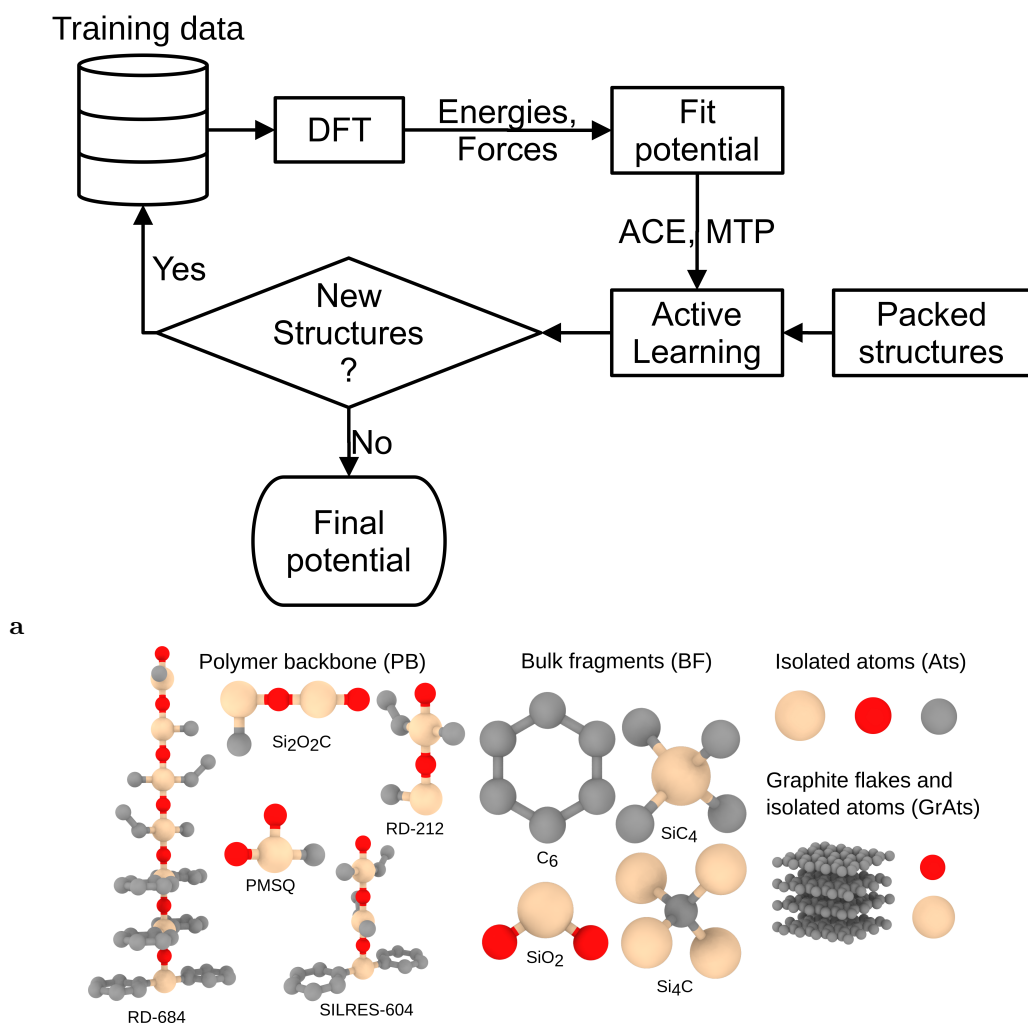 Training data
DFT
Energies,
Forces
Fit
potential
ACE, MTP
Yes
New
Structures
?
Active
Learning
Packed
structures
No
Final
potential
a
Polymer backbone (PB)
Bulk fragments (BF)
Isolated atoms (Ats)
Si2O2C
RD-212
PMSQ
RD-684
SILRES-604
C6
SiC4
SiO2
Si4C
Graphite flakes and
isolated atoms (GrAts)